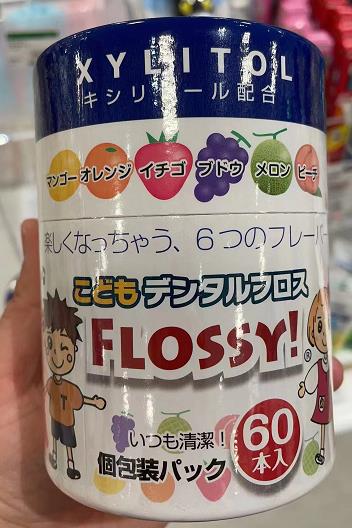 XYLITOL
キシリトール配合
マンゴー オレンジ イチゴ ブドウ メロン ピーチ
楽しくなっちゃう、6つのフレーバー
こどもデンタルフロス
FLOSSY!
いつも清潔!
個包装パック
60
本入
T